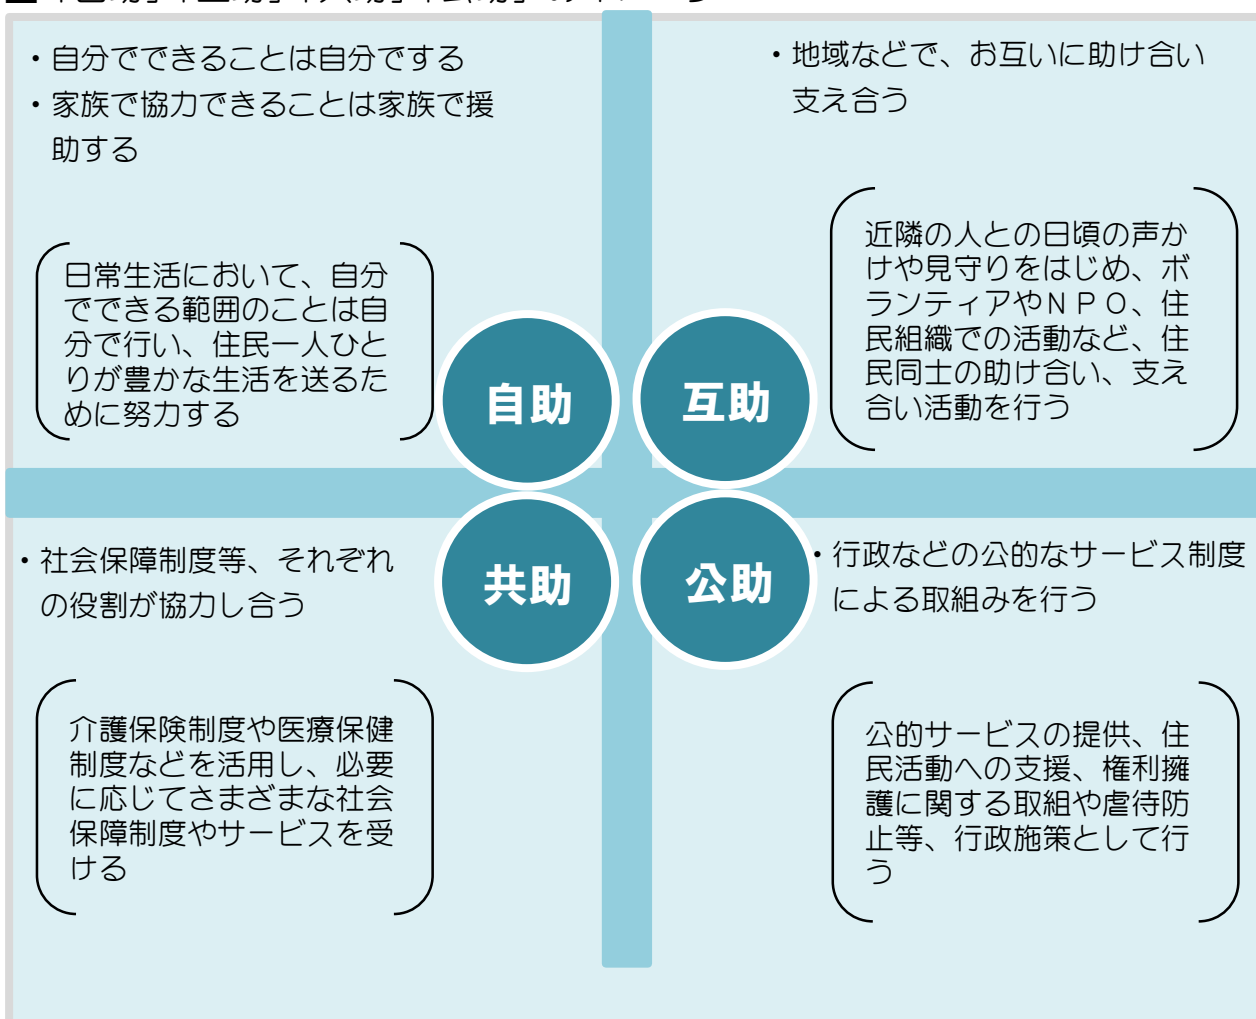 ・自分でできることは自分でする
・家族で協力できることは家族で援
助する
日常生活において、自分
でできる範囲のことは自
分で行い、住民一人ひと
りが豊かな生活を送るた
めに努力する
自助
・地域などで、お互いに助け合い
支え合う
近隣の人との日頃の声か
けや見守りをはじめ、ボ
ランティアやＮＰＯ、住
民組織での活動など、住
民同士の助け合い、支え
合い活動を行う
互助
・社会保障制度等、それぞれ
の役割が協力し合う
介護保険制度や医療保健
制度などを活用し、必要
に応じてさまざまな社会
保障制度やサービスを受
ける
共助
・行政などの公的なサービス制度
による取組みを行う
公的サービスの提供、住
民活動への支援、権利擁
護に関する取組や虐待防
止等、行政施策として行
う
公助